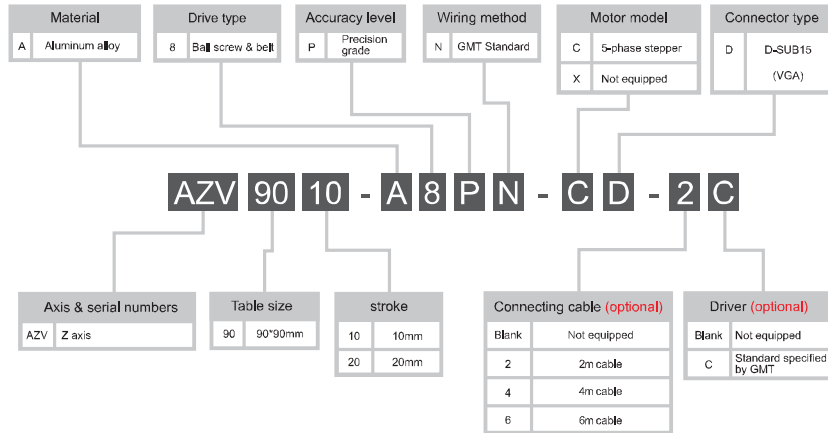 Material
A Aluminum alloy
Drive type
8 Ball screw & belt
Accuracy level
P Precision
grade
Wiring method
N GMT Standard
Motor model
C 5-phase stepper
X Not equipped
Connector type
D D-SUB15
(VGA)
AZV 90 10 - A 8 P N - C D - 2 C
Axis & serial numbers
AZV Z axis
Table size
90 90*90mm
stroke
10 10mm
20 20mm
Connecting cable (optional)
Blank Not equipped
2 2m cable
4 4m cable
6 6m cable
Driver (optional)
Blank Not equipped
C Standard specified
by GMT